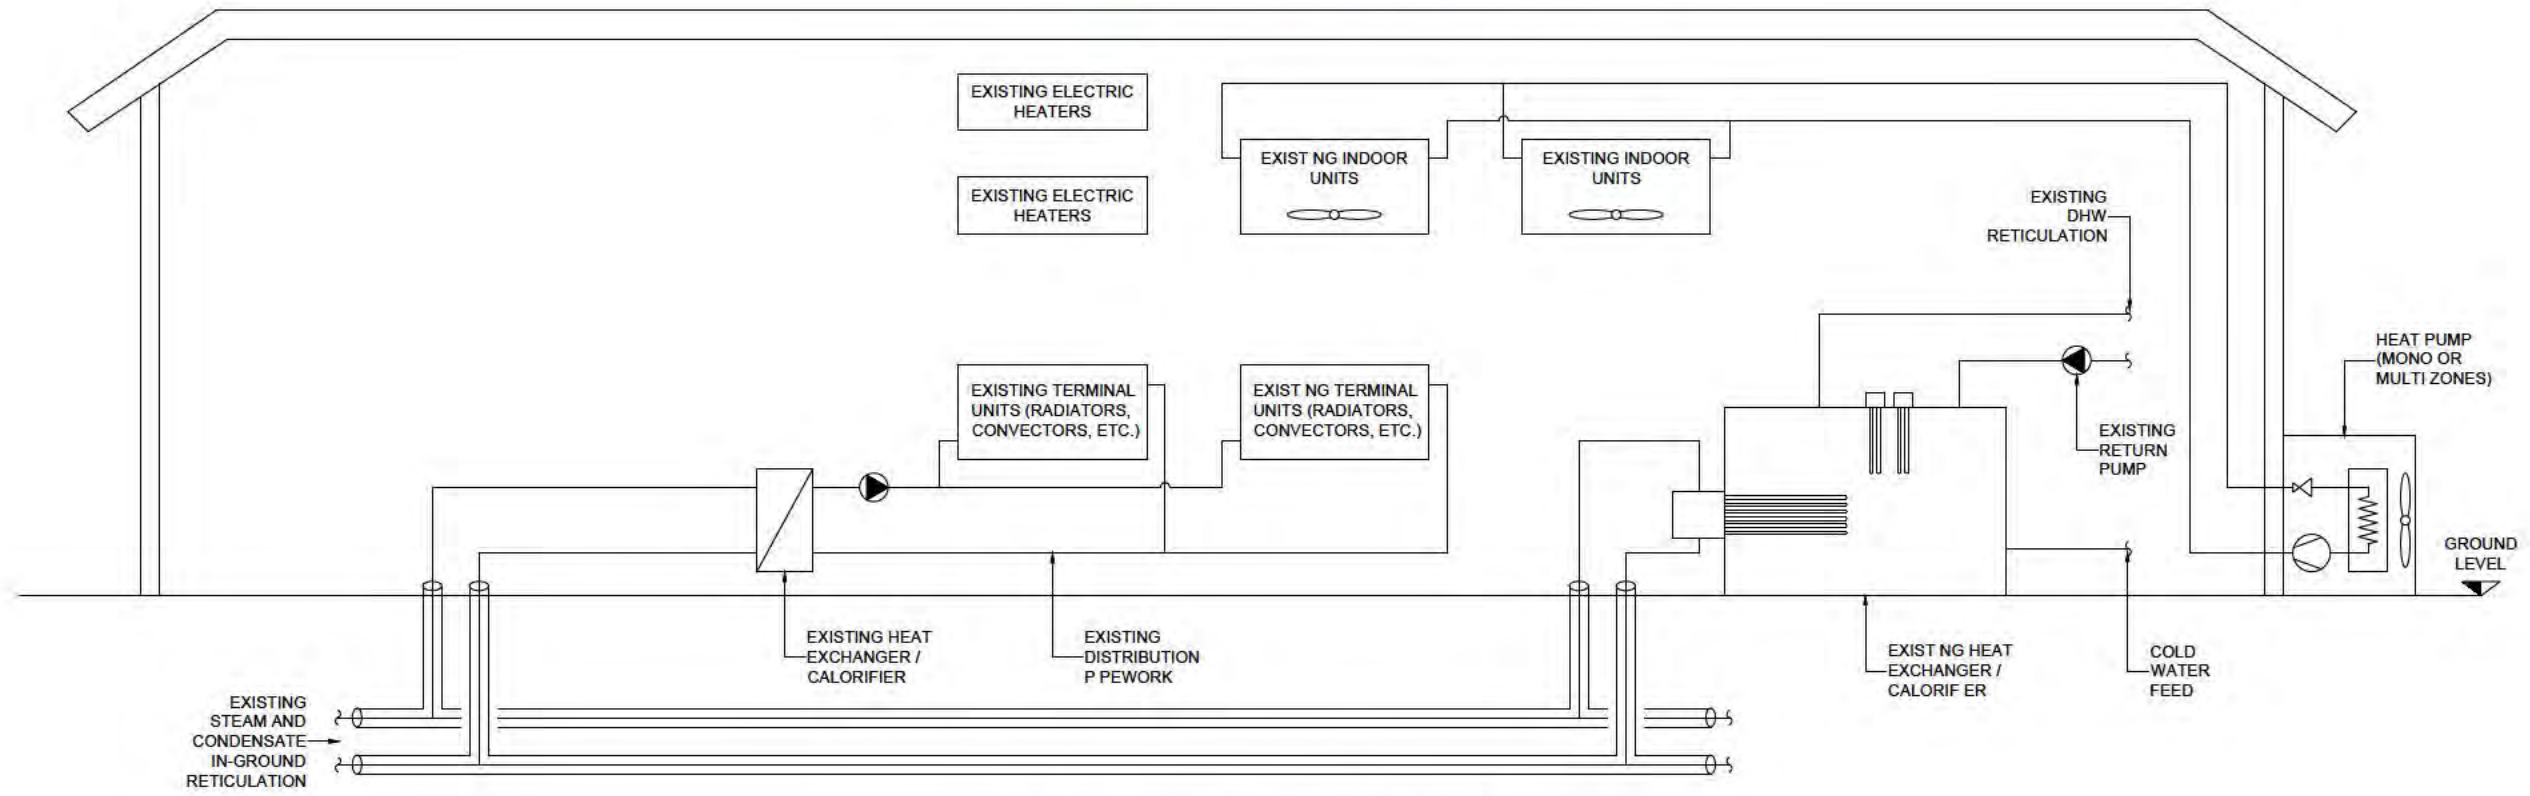 EXISTING ELECTRIC
HEATERS
EXISTING ELECTRIC
HEATERS
EXIST NG INDOOR
UNITS
EXISTING INDOOR
UNITS
EXISTING
DHW
RETICULATION
HEAT PUMP
(MONO OR
MULTI ZONES)
EXISTING TERMINAL
UNITS (RADIATORS,
CONVECTORS, ETC.)
EXIST NG TERMINAL
UNITS (RADIATORS,
CONVECTORS, ETC.)
EXISTING
RETURN
PUMP
GROUND
LEVEL
EXISTING HEAT
EXCHANGER /
CALORIFIER
EXISTING
DISTRIBUTION
P PEWORK
EXIST NG HEAT
EXCHANGER /
CALORIF ER
COLD
WATER
FEED
EXISTING
STEAM AND
CONDENSATE
IN-GROUND
RETICULATION